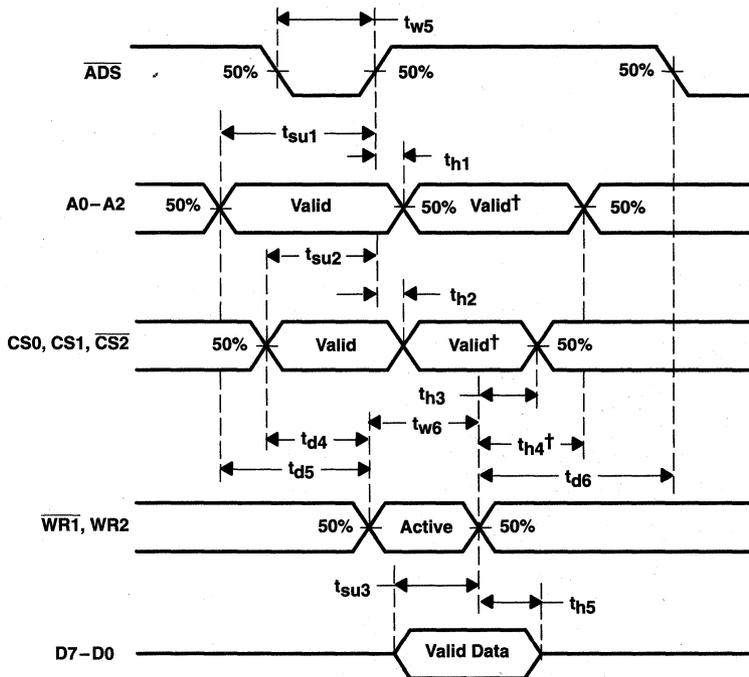 tw5
ADS 50% 50% 50%
tsu1
th1
A0–A2 50% Valid 50% Valid† 50%
tsu2
th2
CS0, CS1, CS2 50% Valid Valid† 50%
th3
tw6
td4 th4†
td5 td6
WR1, WR2 50% Active 50%
tsu3
th5
D7–D0 Valid Data